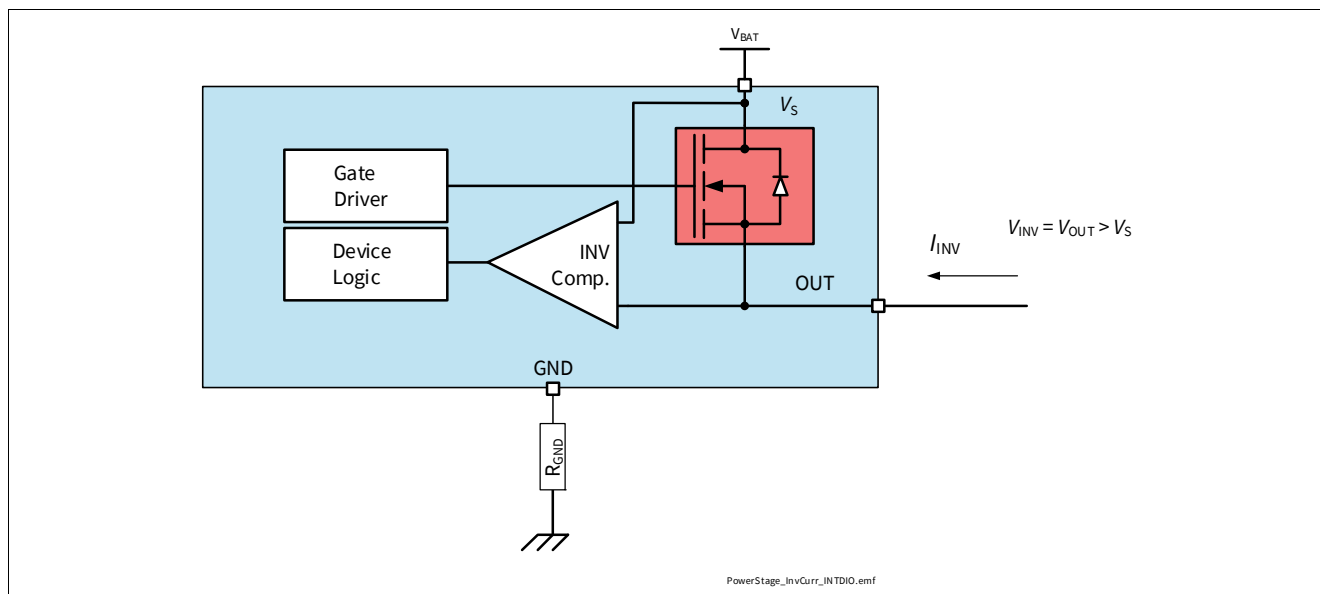 VBAT
VS
Gate
Driver
Device
Logic
INV
Comp.
OUT
IINV
VINV = VOUT > VS
GND
RGND
PowerStage_InvCurr_INTDIO.emf